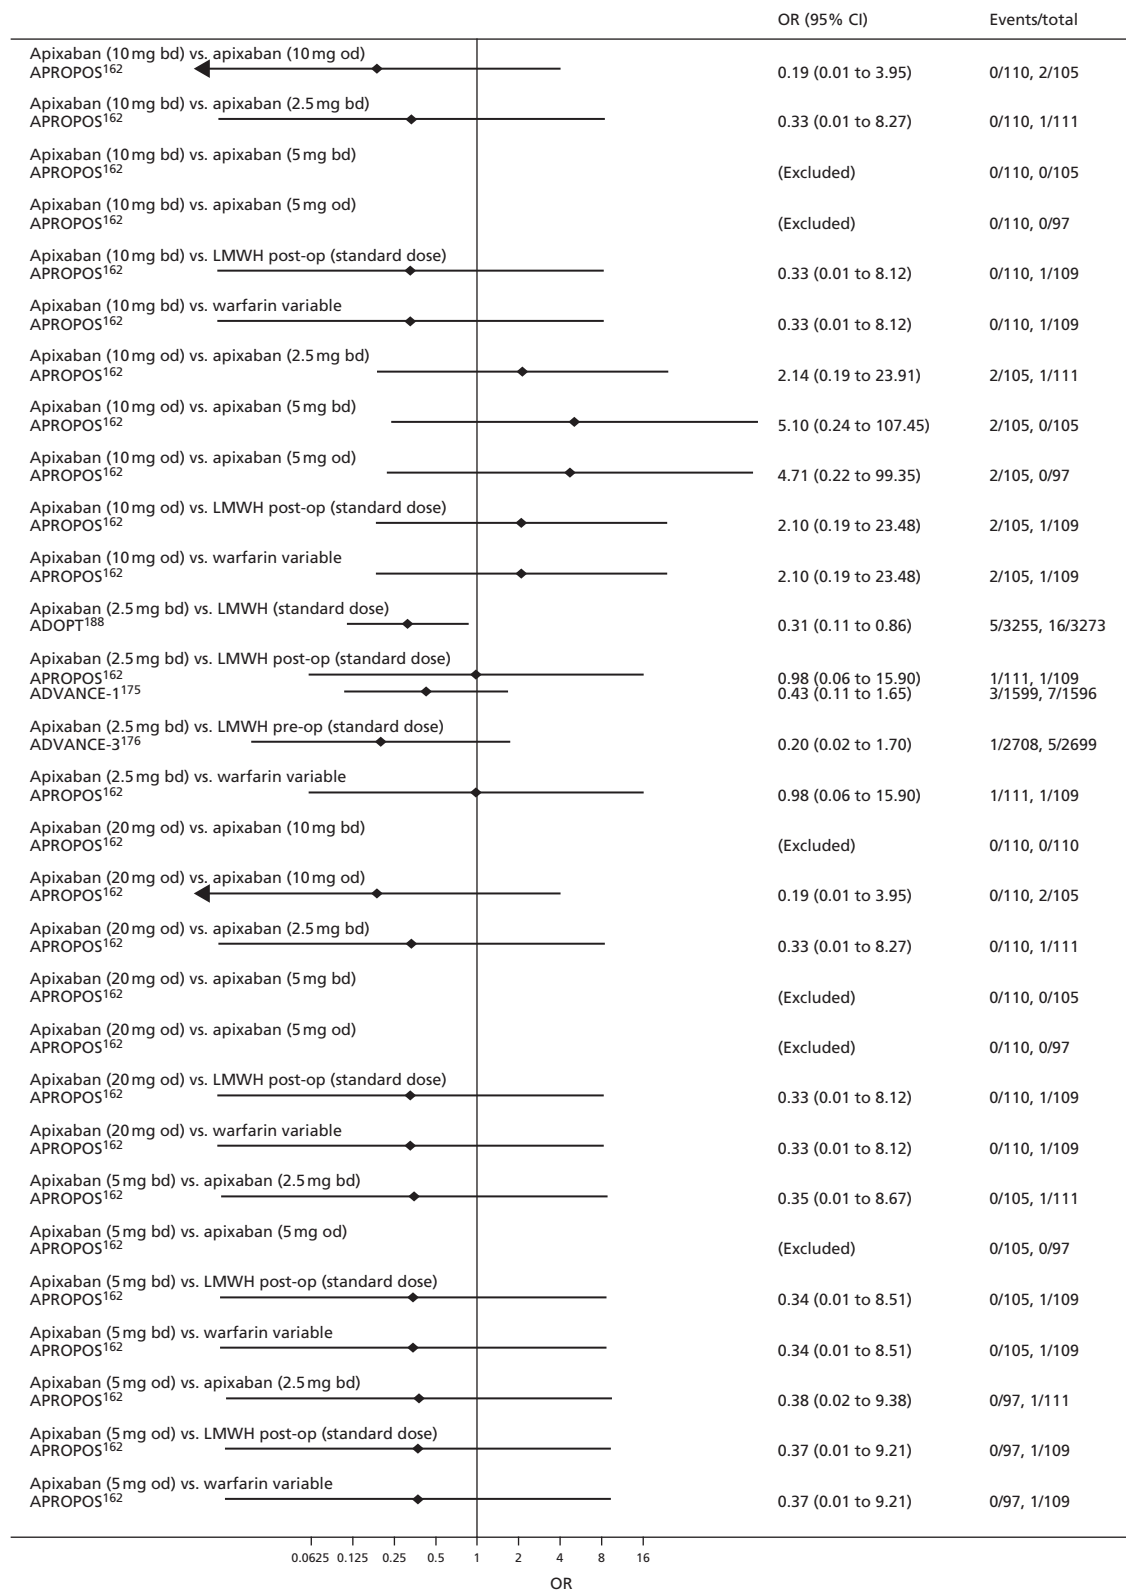 OR (95% CI) Events/total
Apixaban (10 mg bd) vs. apixaban (10 mg od)
APROPOS162 0.19 (0.01 to 3.95) 0/110, 2/105
Apixaban (10 mg bd) vs. apixaban (2.5 mg bd)
APROPOS162 0.33 (0.01 to 8.27) 0/110, 1/111
Apixaban (10 mg bd) vs. apixaban (5 mg bd)
APROPOS162 (Excluded) 0/110, 0/105
Apixaban (10 mg bd) vs. apixaban (5 mg od)
APROPOS162 (Excluded) 0/110, 0/97
Apixaban (10 mg bd) vs. LMWH post-op (standard dose)
APROPOS162 0.33 (0.01 to 8.12) 0/110, 1/109
Apixaban (10 mg bd) vs. warfarin variable
APROPOS162 0.33 (0.01 to 8.12) 0/110, 1/109
Apixaban (10 mg od) vs. apixaban (2.5 mg bd)
APROPOS162 2.14 (0.19 to 23.91) 2/105, 1/111
Apixaban (10 mg od) vs. apixaban (5 mg bd)
APROPOS162 5.10 (0.24 to 107.45) 2/105, 0/105
Apixaban (10 mg od) vs. apixaban (5 mg od)
APROPOS162 4.71 (0.22 to 99.35) 2/105, 0/97
Apixaban (10 mg od) vs. LMWH post-op (standard dose)
APROPOS162 2.10 (0.19 to 23.48) 2/105, 1/109
Apixaban (10 mg od) vs. warfarin variable
APROPOS162 2.10 (0.19 to 23.48) 2/105, 1/109
Apixaban (2.5 mg bd) vs. LMWH (standard dose)
ADOPT188 0.31 (0.11 to 0.86) 5/3255, 16/3273
Apixaban (2.5 mg bd) vs. LMWH post-op (standard dose)
APROPOS162 0.98 (0.06 to 15.90) 1/111, 1/109
ADVANCE-1175 0.43 (0.11 to 1.65) 3/1599, 7/1596
Apixaban (2.5 mg bd) vs. LMWH pre-op (standard dose)
ADVANCE-3176 0.20 (0.02 to 1.70) 1/2708, 5/2699
Apixaban (2.5 mg bd) vs. warfarin variable
APROPOS162 0.98 (0.06 to 15.90) 1/111, 1/109
Apixaban (20 mg od) vs. apixaban (10 mg bd)
APROPOS162 (Excluded) 0/110, 0/110
Apixaban (20 mg od) vs. apixaban (10 mg od)
APROPOS162 0.19 (0.01 to 3.95) 0/110, 2/105
Apixaban (20 mg od) vs. apixaban (2.5 mg bd)
APROPOS162 0.33 (0.01 to 8.27) 0/110, 1/111
Apixaban (20 mg od) vs. apixaban (5 mg bd)
APROPOS162 (Excluded) 0/110, 0/105
Apixaban (20 mg od) vs. apixaban (5 mg od)
APROPOS162 (Excluded) 0/110, 0/97
Apixaban (20 mg od) vs. LMWH post-op (standard dose)
APROPOS162 0.33 (0.01 to 8.12) 0/110, 1/109
Apixaban (20 mg od) vs. warfarin variable
APROPOS162 0.33 (0.01 to 8.12) 0/110, 1/109
Apixaban (5 mg bd) vs. apixaban (2.5 mg bd)
APROPOS162 0.35 (0.01 to 8.67) 0/105, 1/111
Apixaban (5 mg bd) vs. apixaban (5 mg od)
APROPOS162 (Excluded) 0/105, 0/97
Apixaban (5 mg bd) vs. LMWH post-op (standard dose)
APROPOS162 0.34 (0.01 to 8.51) 0/105, 1/109
Apixaban (5 mg bd) vs. warfarin variable
APROPOS162 0.34 (0.01 to 8.51) 0/105, 1/109
Apixaban (5 mg od) vs. apixaban (2.5 mg bd)
APROPOS162 0.38 (0.02 to 9.38) 0/97, 1/111
Apixaban (5 mg od) vs. LMWH post-op (standard dose)
APROPOS162 0.37 (0.01 to 9.21) 0/97, 1/109
Apixaban (5 mg od) vs. warfarin variable
APROPOS162 0.37 (0.01 to 9.21) 0/97, 1/109
0.0625 0.125 0.25 0.5 1 2 4 8 16
OR